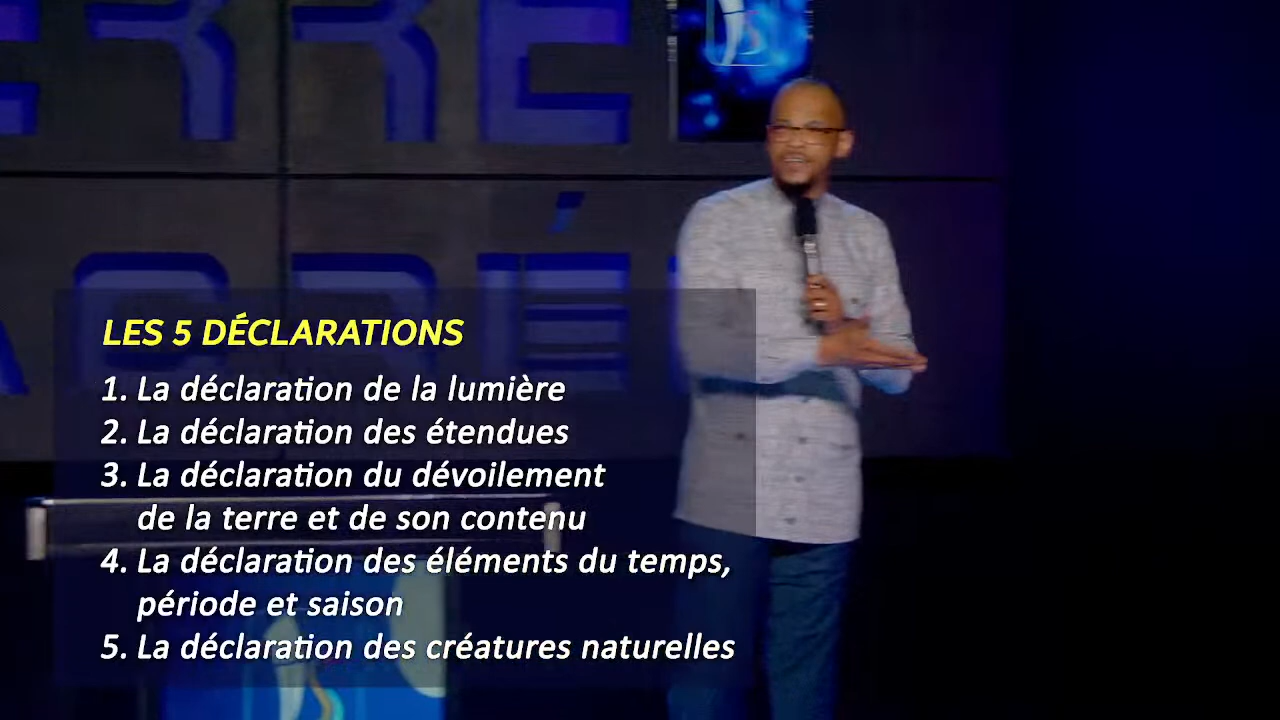 LES 5 DÉCLARATIONS
1. La déclaration de la lumière
2. La déclaration des étendues
3. La déclaration du dévoilement
de la terre et de son contenu
4. La déclaration des éléments du temps,
période et saison
5. La déclaration des créatures naturelles